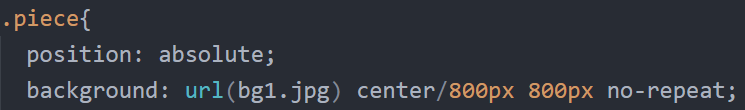 .piece{
position: absolute;
background: url(bg1.jpg) center/800px 800px no-repeat;